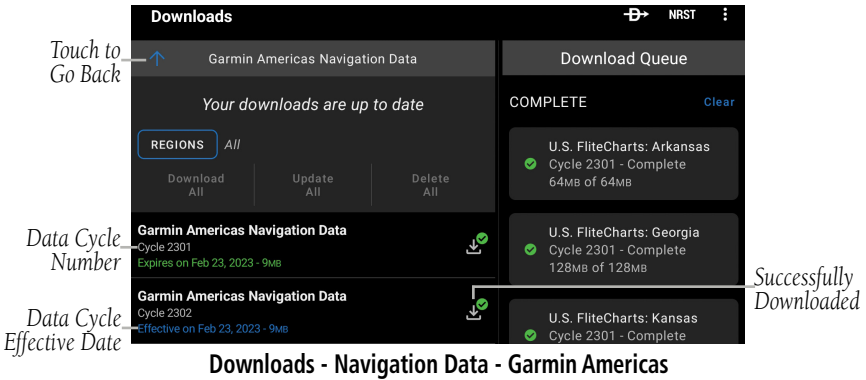 Downloads
NRST
Touch to
Go Back
Garmin Americas Navigation Data
Download Queue
Your downloads are up to date
COMPLETE
Clear
REGIONS All
Download
All
Update
All
Delete
All
U.S. FliteCharts: Arkansas
Cycle 2301 - Complete
64MB of 64MB
Data Cycle
Number
Garmin Americas Navigation Data
Cycle 2301
Expires on Feb 23, 2023 - 9MB
U.S. FliteCharts: Georgia
Cycle 2301 - Complete
128MB of 128MB
Successfully
Downloaded
Data Cycle
Effective Date
Garmin Americas Navigation Data
Cycle 2302
Effective on Feb 23, 2023 - 9MB
U.S. FliteCharts: Kansas
Cycle 2301 - Complete
Downloads - Navigation Data - Garmin Americas